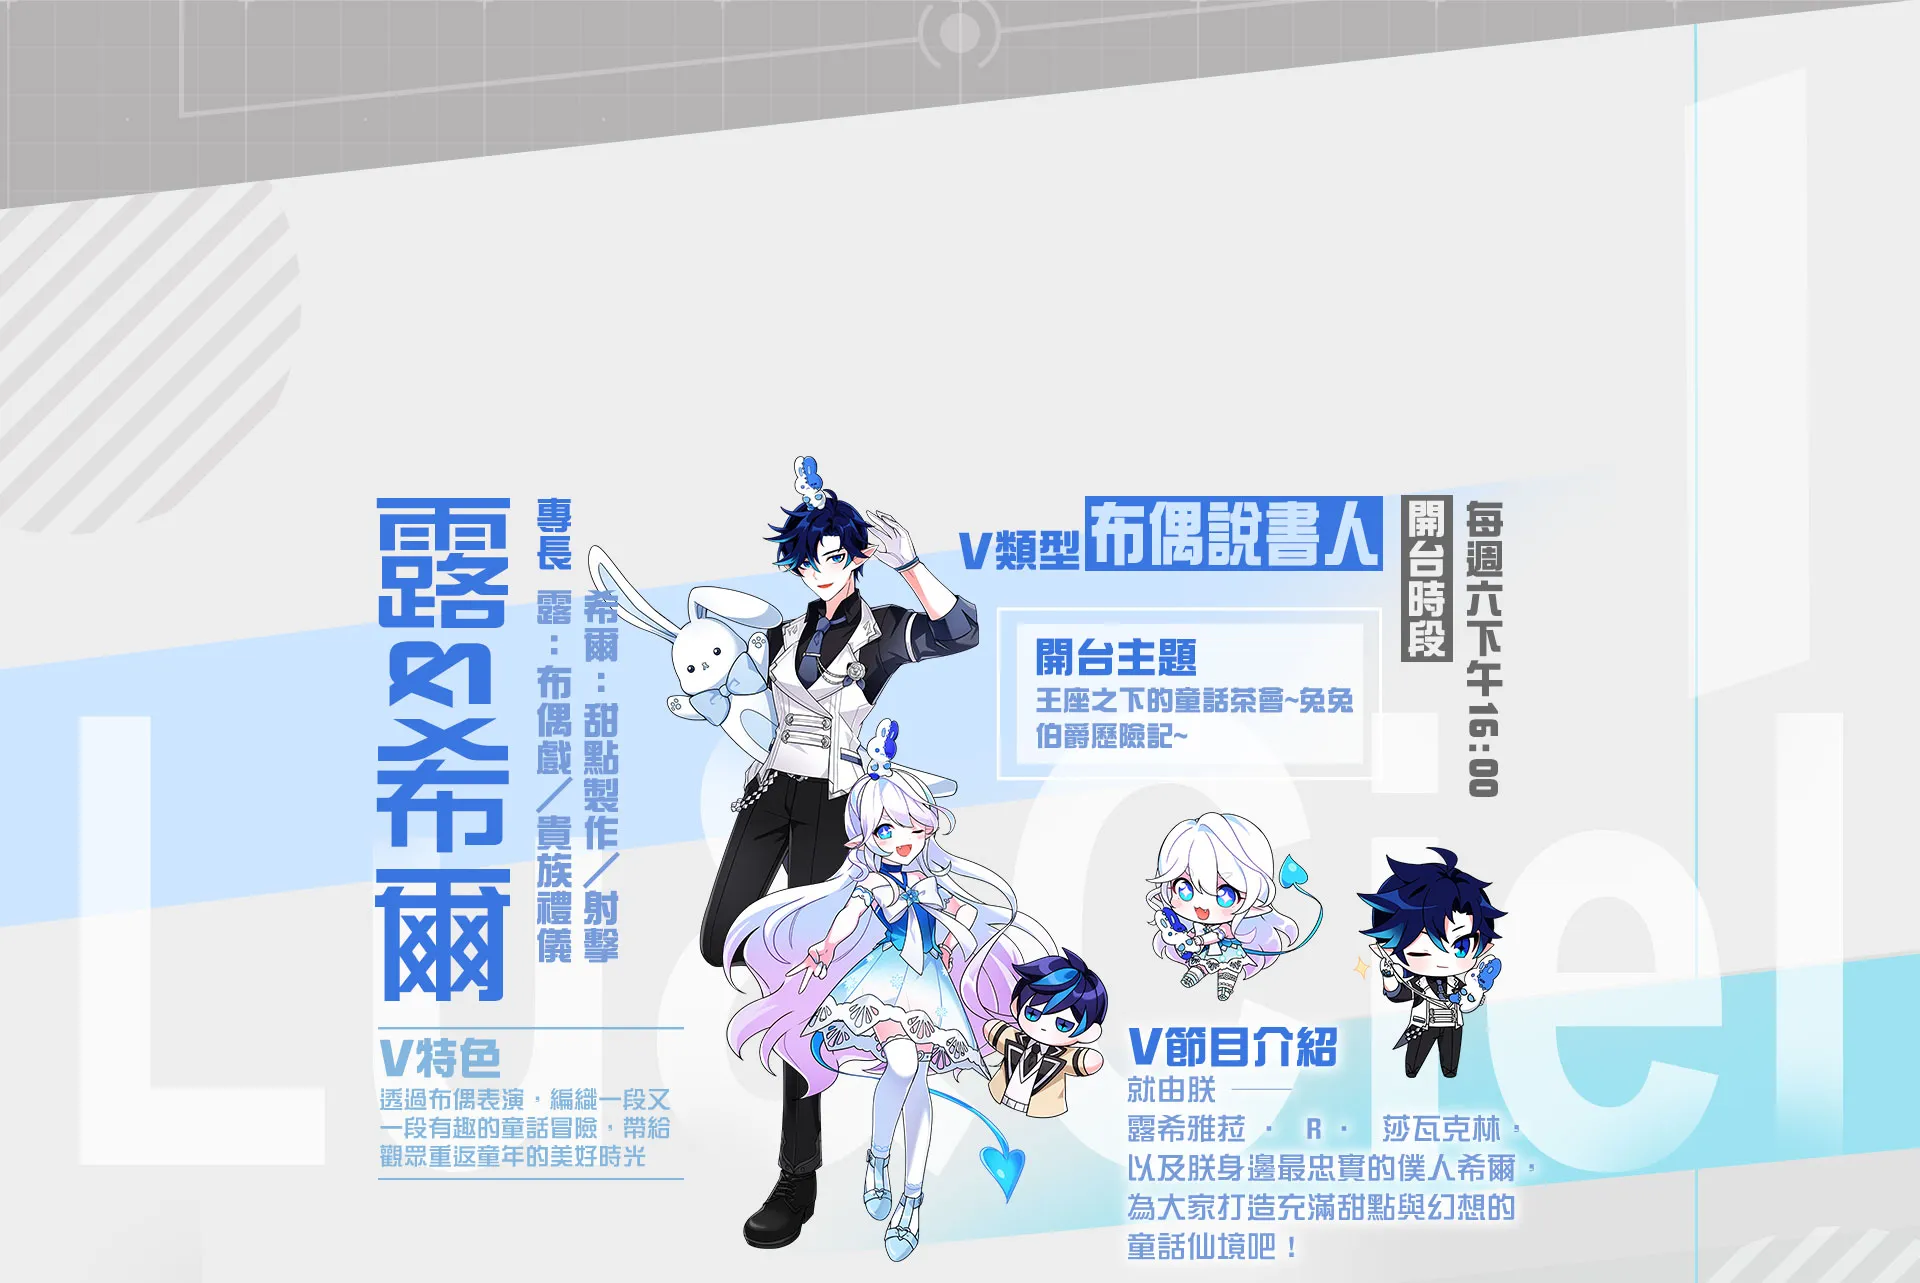 露&希爾
專長
露：布偶戲／貴族禮儀
希爾：甜點製作／射擊
V特色
透過布偶表演，編織一段又
一段有趣的童話冒險，帶給
觀眾重返童年的美好時光
V類型
布偶說書人
開台主題
王座之下的童話茶會~兔兔
伯爵歷險記~
開台時段
每週六下午16:00
V節目介紹
就由朕——
露希雅菈 · R · 莎瓦克林，
以及朕身邊最忠實的僕人希爾，
為大家打造充滿甜點與幻想的
童話仙境吧！
Lu&Ciel